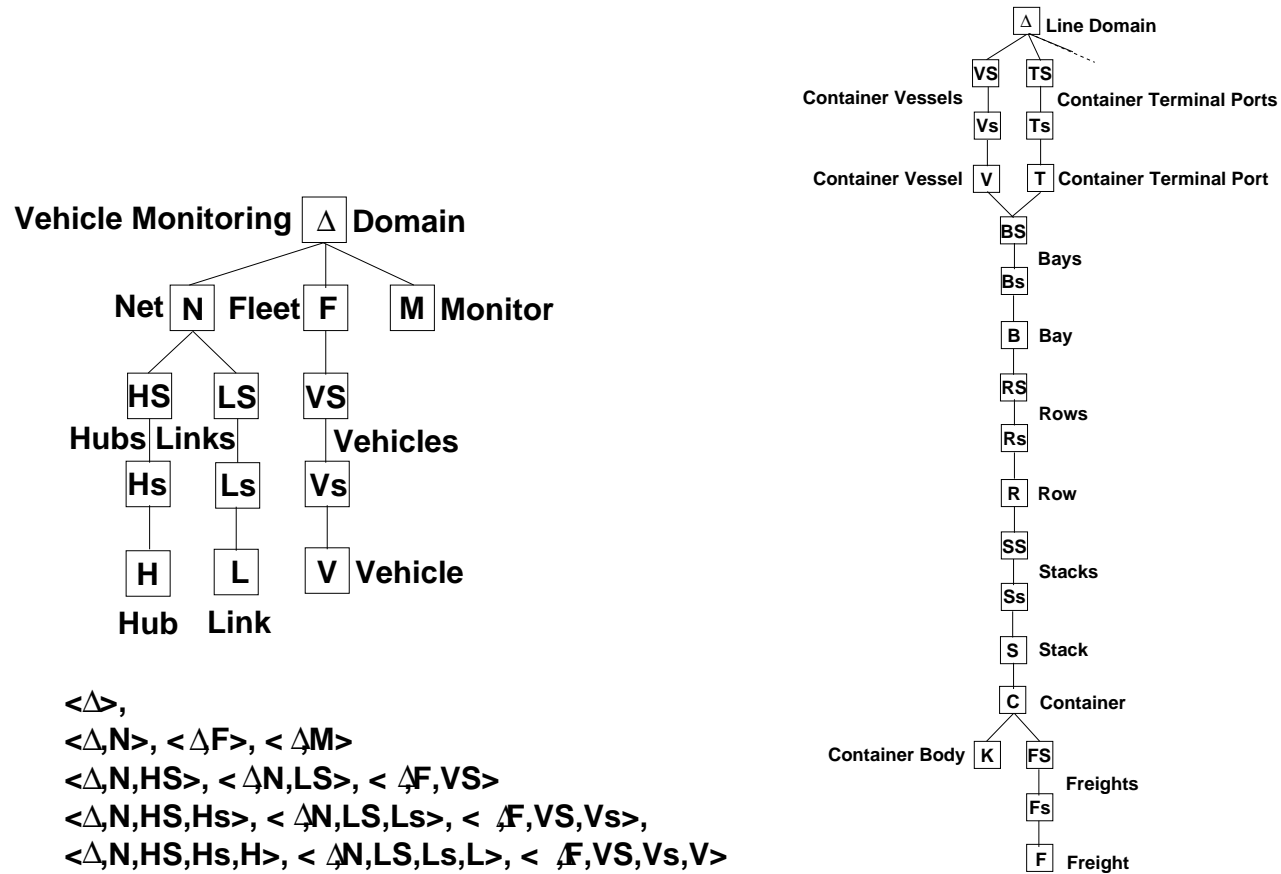 Vehicle Monitoring Δ Domain
Net N Fleet F M Monitor
HS LS VS
Hubs Links Vehicles
Hs Ls Vs
H L V Vehicle
Hub Link
<Δ>,
<Δ,N>, <Δ,F>, <Δ,M>
<Δ,N,HS>, <Δ,N,LS>, <Δ,F,VS>
<Δ,N,HS,Hs>, <Δ,N,LS,Ls>, <Δ,F,VS,Vs>,
<Δ,N,HS,Hs,H>, <Δ,N,LS,Ls,L>, <Δ,F,VS,Vs,V>
Δ Line Domain
VS TS
Container Vessels Container Terminal Ports
Vs Ts
Container Vessel V T Container Terminal Port
BS
Bays
Bs
B Bay
RS
Rows
Rs
R Row
SS
Stacks
Ss
S Stack
C Container
Container Body K FS
Freights
Fs
F Freight